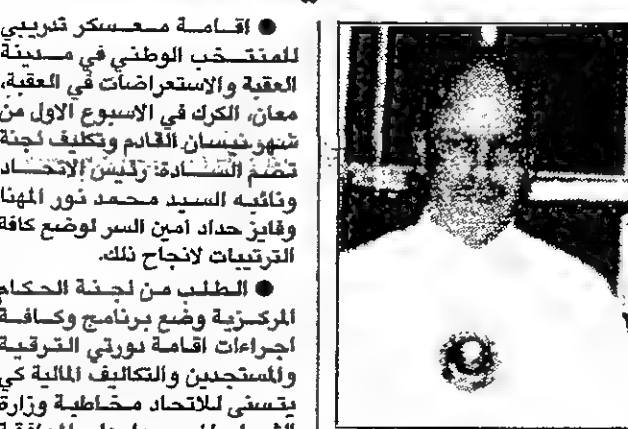 ● اقامة معسكر تدريبي
للمنتخب الوطني في مدينة
العقبة والاستعراضات في العقبة،
معان، الكرك في الاسبوع الاول من
شهر نيسان القادم وتكليف لجنة
تضم السادة: رئيس الاتحاد
ونائبه السيد محمد نور المهنا
وفايز حداد امين السر لوضع كافة
الترتيبات لانجاح ذلك.
● الطلب من لجنة الحكام
المركزية وضع برنامج وكافة
اجراءات اقامة دورتي الترقية
والمستجدين والتكاليف المالية كي
يتسنى للاتحاد مخاطبة وزارة